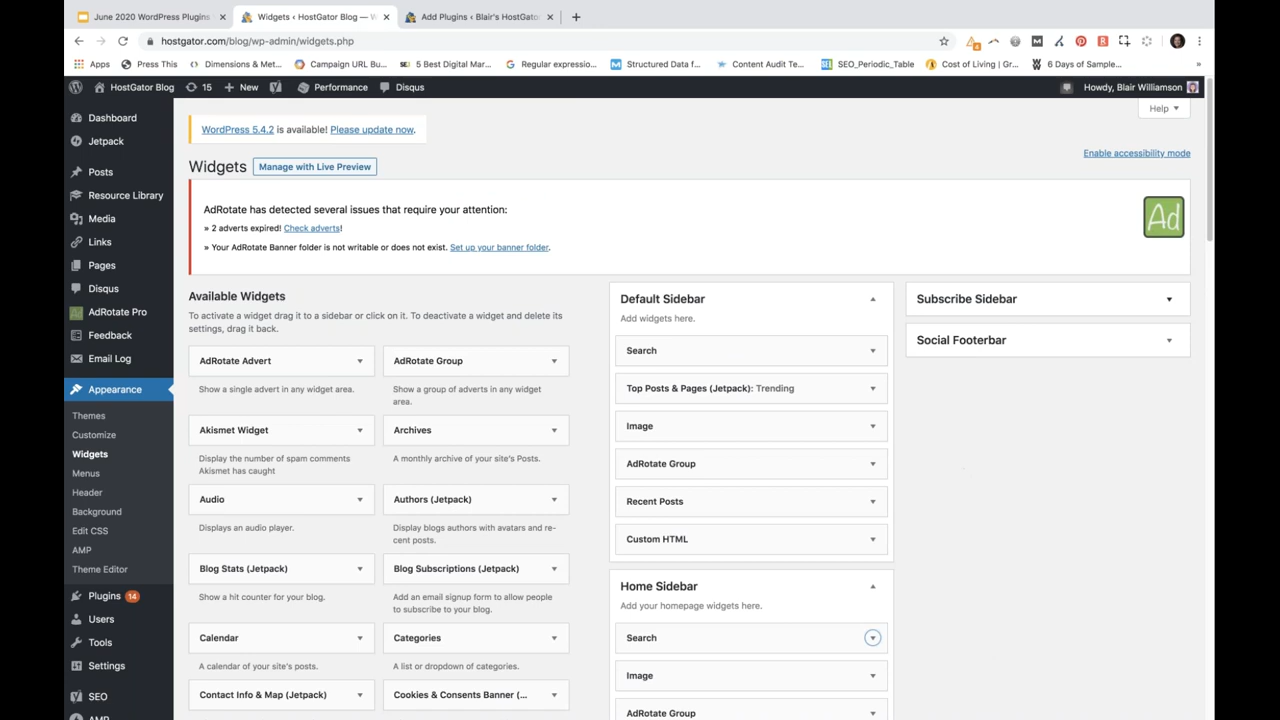 June 2020 WordPress Plugins
Widgets ‹ HostGator Blog — W
Add Plugins ‹ Blair's HostGator
hostgator.com/blog/wp-admin/widgets.php
Apps
Press This
Dimensions & Met...
Campaign URL Bu...
5 Best Digital Mar...
Regular expressio...
Structured Data f...
Content Audit Te...
SEO_Periodic_Table
Cost of Living | Gr...
6 Days of Sample...
HostGator Blog
15
New
Performance
Disqus
Howdy, Blair Williamson
Dashboard
Jetpack
Posts
Resource Library
Media
Links
Pages
Disqus
AdRotate Pro
Feedback
Email Log
Appearance
Themes
Customize
Widgets
Menus
Header
Background
Edit CSS
AMP
Theme Editor
Plugins 14
Users
Tools
Settings
SEO
AMP
Help
WordPress 5.4.2 is available! Please update now.
Enable accessibility mode
Widgets
Manage with Live Preview
AdRotate has detected several issues that require your attention:
» 2 adverts expired! Check adverts!
» Your AdRotate Banner folder is not writable or does not exist. Set up your banner folder.
Ad
Available Widgets
To activate a widget drag it to a sidebar or click on it. To deactivate a widget and delete its
settings, drag it back.
AdRotate Advert
Show a single advert in any widget area.
AdRotate Group
Show a group of adverts in any widget
area.
Akismet Widget
Display the number of spam comments
Akismet has caught
Archives
A monthly archive of your site's Posts.
Audio
Displays an audio player.
Authors (Jetpack)
Display blogs authors with avatars and re-
cent posts.
Blog Stats (Jetpack)
Show a hit counter for your blog.
Blog Subscriptions (Jetpack)
Add an email signup form to allow people
to subscribe to your blog.
Calendar
A calendar of your site's posts.
Categories
A list or dropdown of categories.
Contact Info & Map (Jetpack)
Cookies & Consents Banner (...
Default Sidebar
Add widgets here.
Search
Top Posts & Pages (Jetpack): Trending
Image
AdRotate Group
Recent Posts
Custom HTML
Home Sidebar
Add your homepage widgets here.
Search
Image
AdRotate Group
Subscribe Sidebar
Social Footerbar